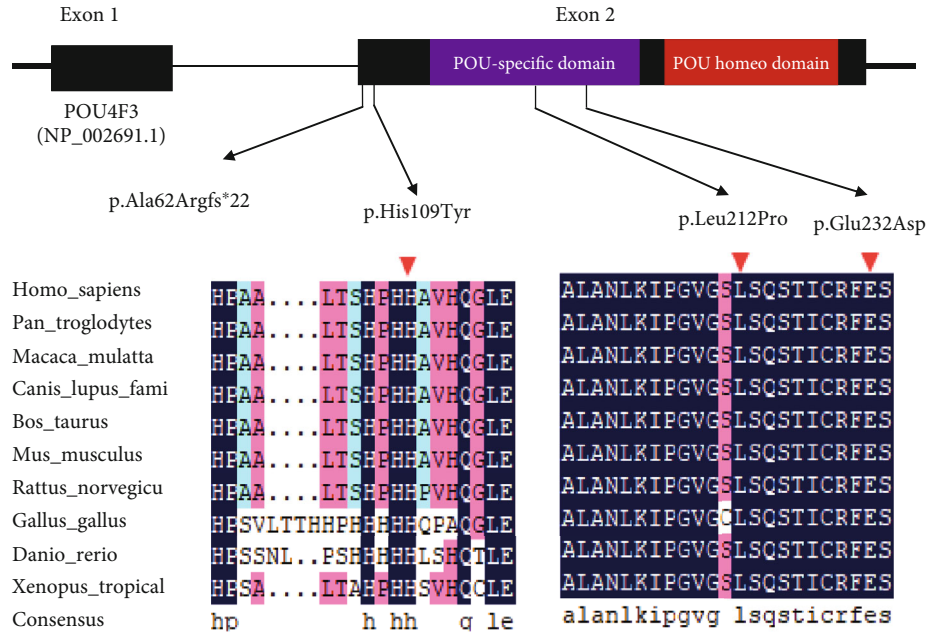 Exon 1
Exon 2
POU-specific domain
POU homeo domain
POU4F3
(NP_002691.1)
p.Ala62Argfs*22
p.His109Tyr
p.Leu212Pro
p.Glu232Asp
Homo_sapiens HPAA....LTSHPHHAVHQGLE ALANLKIPGVGSLSQSTICRFES
Pan_troglodytes HPAA....LTSHPHHAVHQGLE ALANLKIPGVGSLSQSTICRFES
Macaca_mulatta HPAA....LTSHPHHAVHQGLE ALANLKIPGVGSLSQSTICRFES
Canis_lupus_fami HPAA....LTSHPHHAVHQGLE ALANLKIPGVGSLSQSTICRFES
Bos_taurus HPAA....LTSHPHHAVHQGLE ALANLKIPGVGSLSQSTICRFES
Mus_musculus HPAA....LTSHPHHAVHQGLE ALANLKIPGVGSLSQSTICRFES
Rattus_norvegicu HPAA....LTSHPHHPVHQGLE ALANLKIPGVGSLSQSTICRFES
Gallus_gallus HPSVLTTHHPHHHHHQPAQGLE ALANLKIPGVGCLSQSTICRFES
Danio_rerio HPSSNL..PSHHHHHLSHQTLE ALANLKIPGVGSLSQSTICRFES
Xenopus_tropical HPSA....LTAHPHHSVHQCLE ALANLKIPGVGSLSQSTICRFES
Consensus hp h hh q le alanlkipgvg lsqsticrfes